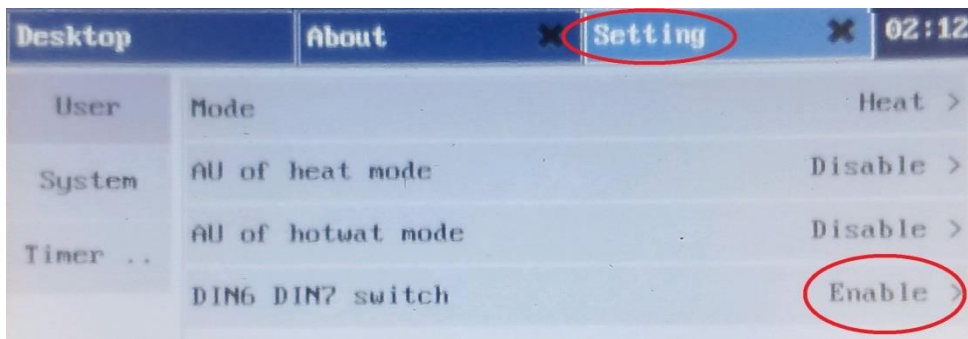 Desktop About Setting 02:12
User Mode Heat >
System AU of heat mode Disable >
AU of hotwat mode Disable >
Timer ..
DIN6 DIN7 switch Enable >